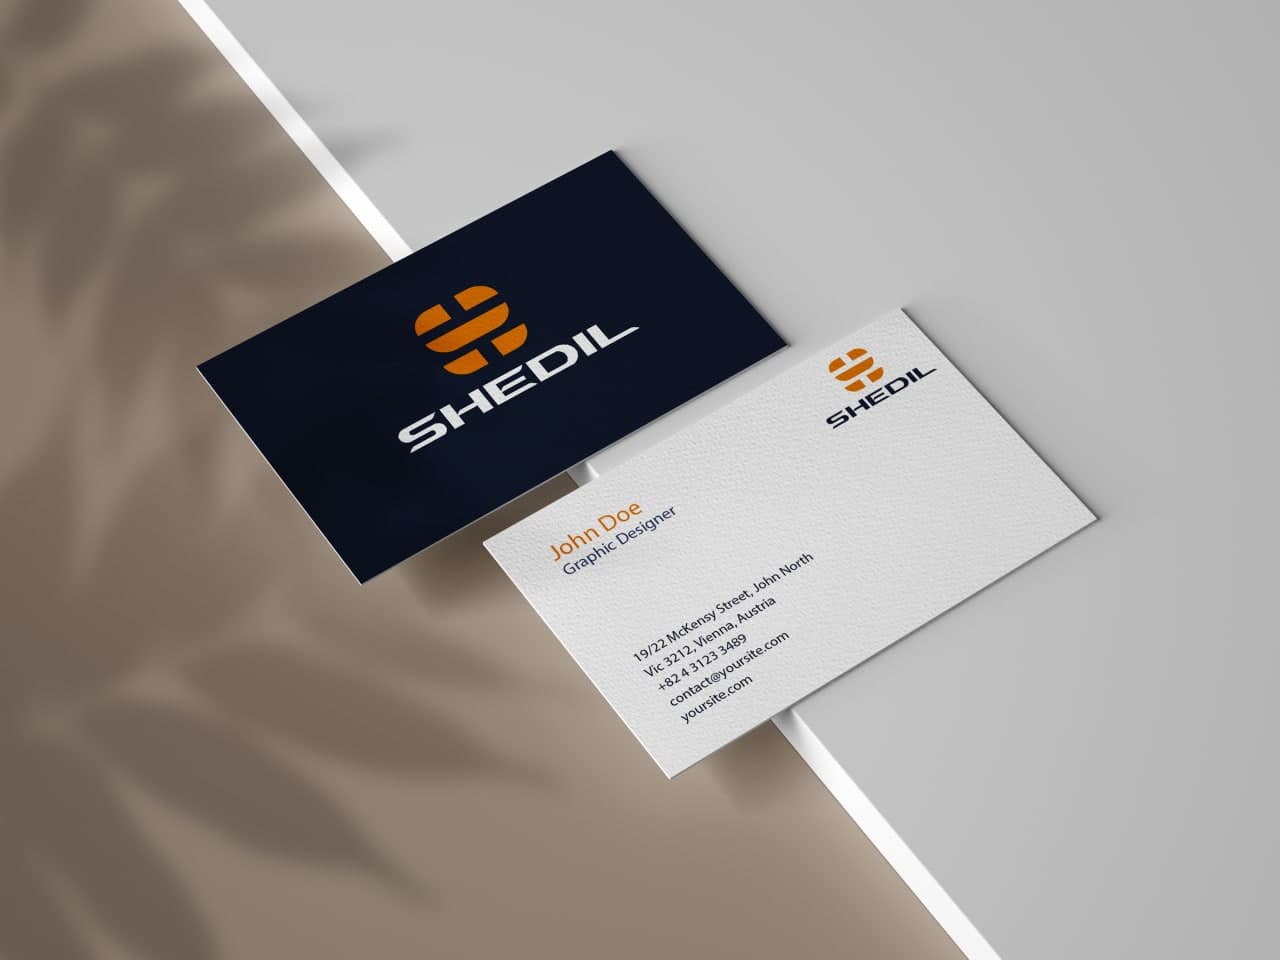 SHEDIL
SHEDIL
John Doe
Graphic Designer
19/22 McKensy Street, John North
Vic 3212, Vienna, Austria
+82 4 3123 3489
contact@yoursite.com
yoursite.com